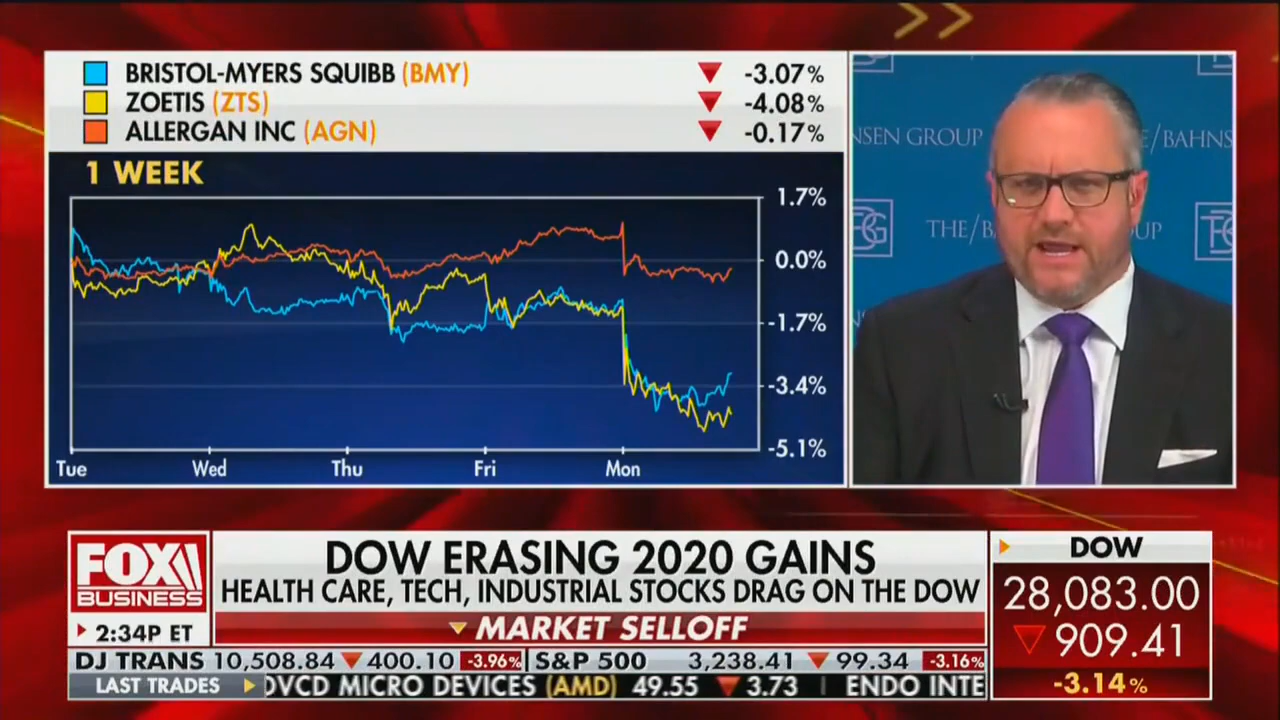 BRISTOL-MYERS SQUIBB (BMY) -3.07%
ZOETIS (ZTS) -4.08%
ALLERGAN INC (AGN) -0.17%
1 WEEK
1.7%
0.0%
-1.7%
-3.4%
-5.1%
Tue Wed Thu Fri Mon
NSEN GROUP
E/BAHNS
THE/BA
UP
FOX
BUSINESS
2:34P ET
DOW ERASING 2020 GAINS
HEALTH CARE, TECH, INDUSTRIAL STOCKS DRAG ON THE DOW
MARKET SELLOFF
DOW
28,083.00
909.41
-3.14%
DJ TRANS 10,508.84 400.10 -3.96% S&P 500 3,238.41 99.34 -3.16%
LAST TRADES DVCD MICRO DEVICES (AMD) 49.55 3.73 ENDO INTE